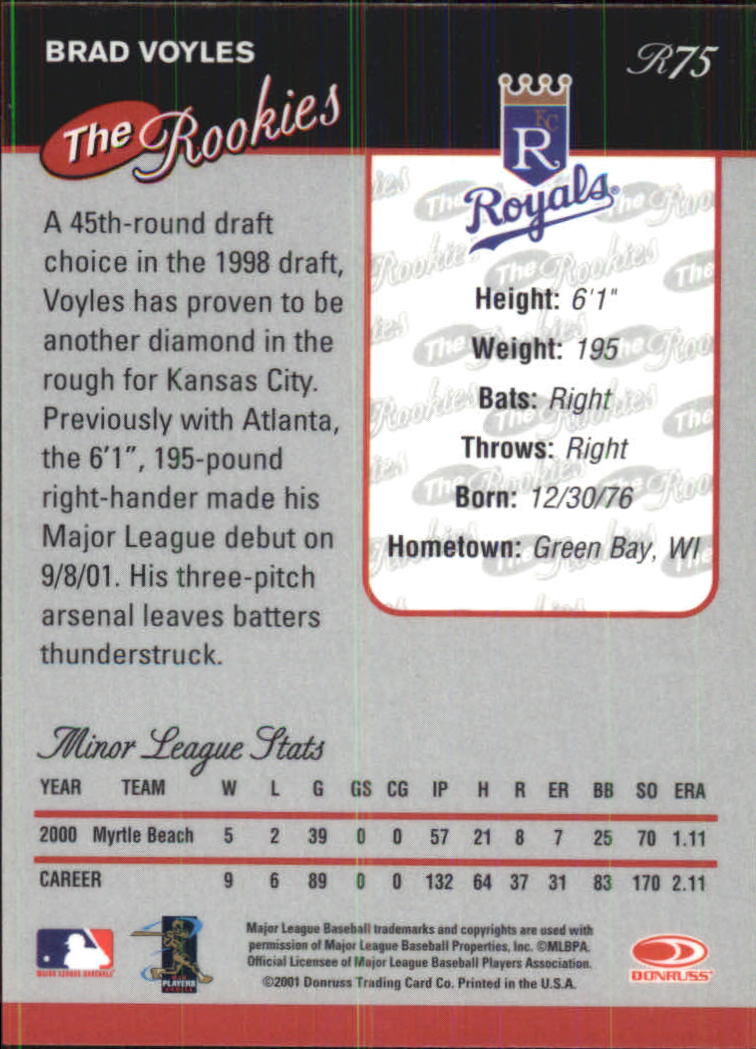 BRAD VOYLES
R75
The Rookies
KC
R
Royals
A 45th-round draft
choice in the 1998 draft,
Voyles has proven to be
another diamond in the
rough for Kansas City.
Previously with Atlanta,
the 6'1", 195-pound
right-hander made his
Major League debut on
9/8/01. His three-pitch
arsenal leaves batters
thunderstruck.
Height: 6'1"
Weight: 195
Bats: Right
Throws: Right
Born: 12/30/76
Hometown: Green Bay, WI
Minor League Stats
YEAR TEAM W L G GS CG IP H R ER BB SO ERA
2000 Myrtle Beach 5 2 39 0 0 57 21 8 7 25 70 1.11
CAREER 9 6 89 0 0 132 64 37 31 83 170 2.11
MAJOR LEAGUE BASEBALL
PLAYERS
Major League Baseball trademarks and copyrights are used with
permission of Major League Baseball Properties, Inc. ©MLBPA.
Official Licensee of Major League Baseball Players Association.
©2001 Donruss Trading Card Co. Printed in the U.S.A.
DONRUSS